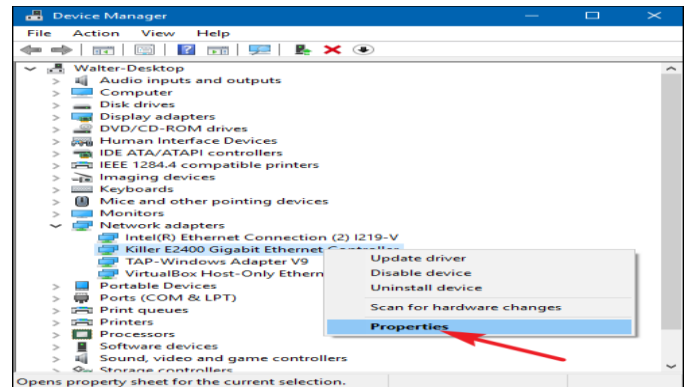 Device Manager
File Action View Help
Walter-Desktop
Audio inputs and outputs
Computer
Disk drives
Display adapters
DVD/CD-ROM drives
Human Interface Devices
IDE ATA/ATAPI controllers
IEEE 1284.4 compatible printers
Imaging devices
Keyboards
Mice and other pointing devices
Monitors
Network adapters
Intel(R) Ethernet Connection (2) I219-V
Killer E2400 Gigabit Ethernet Controller
TAP-Windows Adapter V9
VirtualBox Host-Only Ethern
Update driver
Disable device
Uninstall device
Scan for hardware changes
Properties
Portable Devices
Ports (COM & LPT)
Print queues
Printers
Processors
Software devices
Sound, video and game controllers
Storage controllers
Opens property sheet for the current selection.